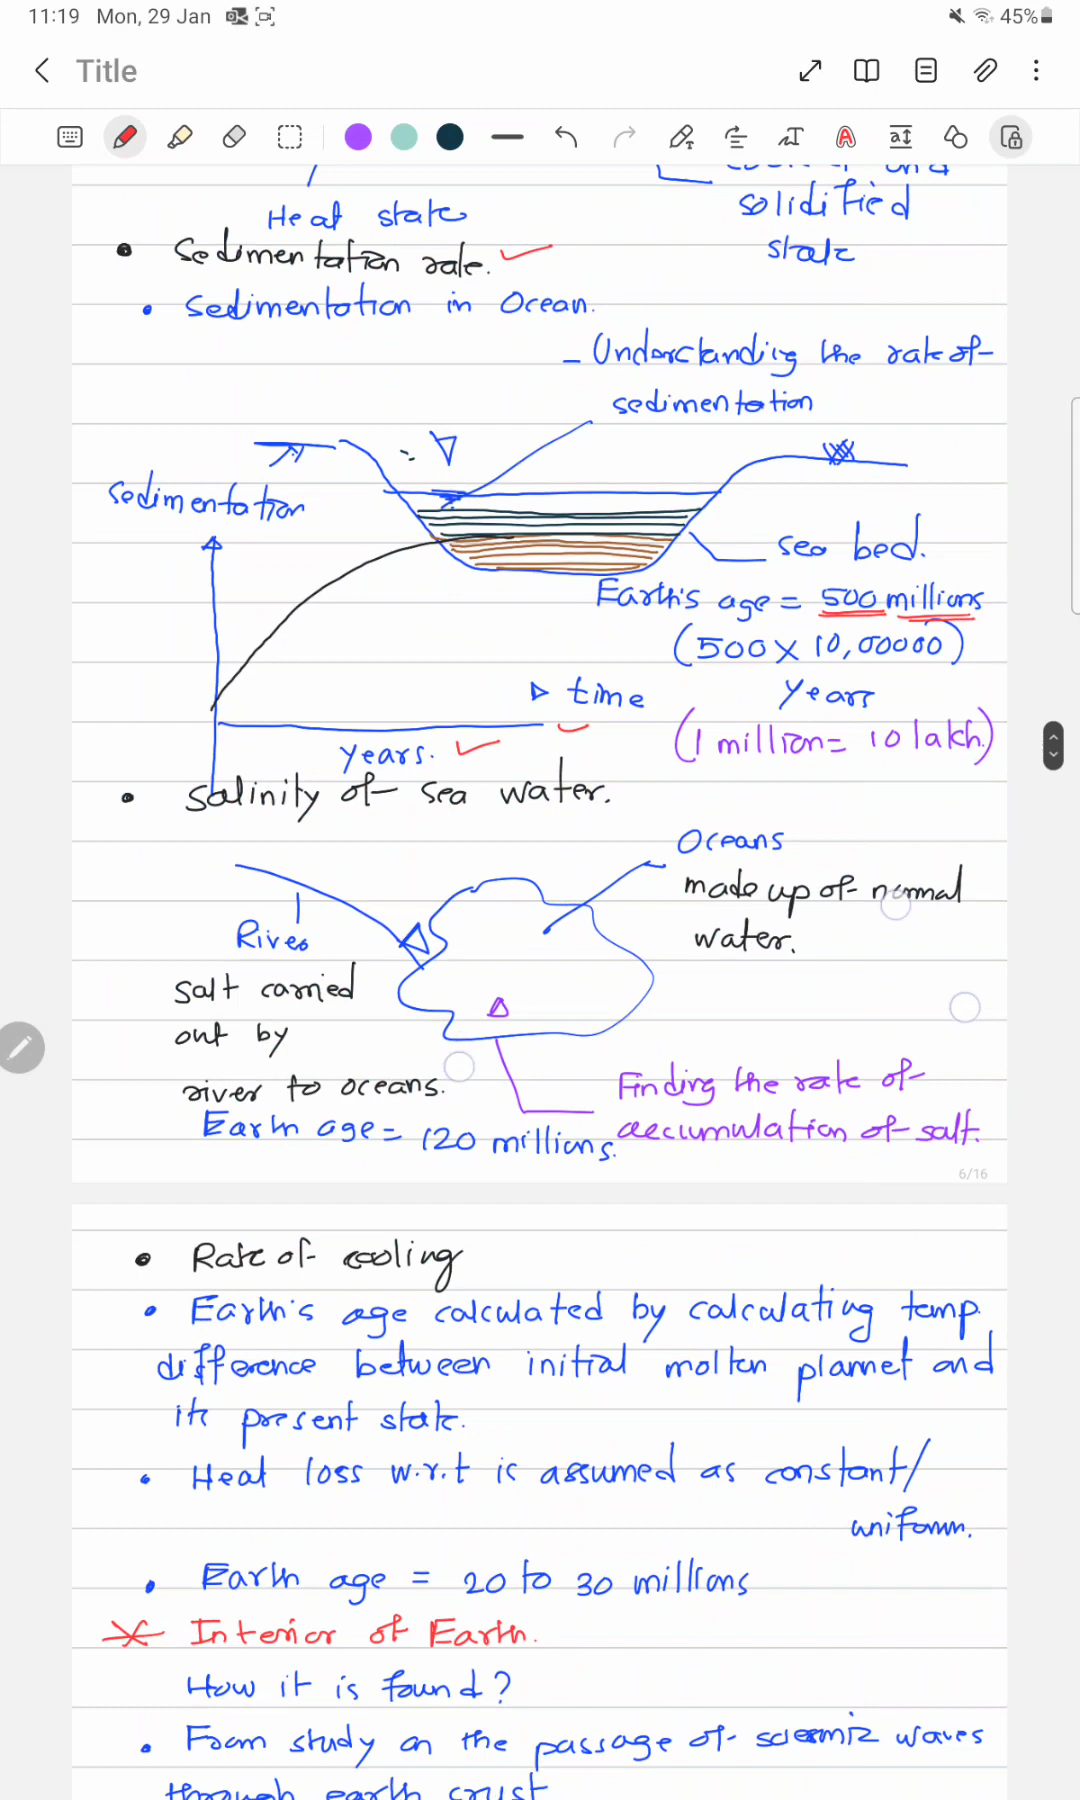 11:19 Mon, 29 Jan
45%
Title
solidified
Heat state
state
• Sedimentation rate.
• Sedimentation in Ocean.
- Understanding the rate of
sedimentation
Sedimentation
sea bed.
Earth's age = 500 millions
(500 X 10,00000)
time
years
years.
(1 million = 10 lakh)
• Salinity of sea water.
Oceans
made up of normal
River
water.
Salt carried
out by
river to oceans.
Finding the rate of
accumulation of salt.
Earth age = 120 millions.
6/16
• Rate of cooling
• Earth's age calculated by calculating temp.
difference between initial molten plannet and
its present state.
• Heat loss w.r.t is assumed as constant/
uniform.
• Earth age = 20 to 30 millions
Interior of Earth.
How it is found?
• From study on the passage of waves
through earth crust